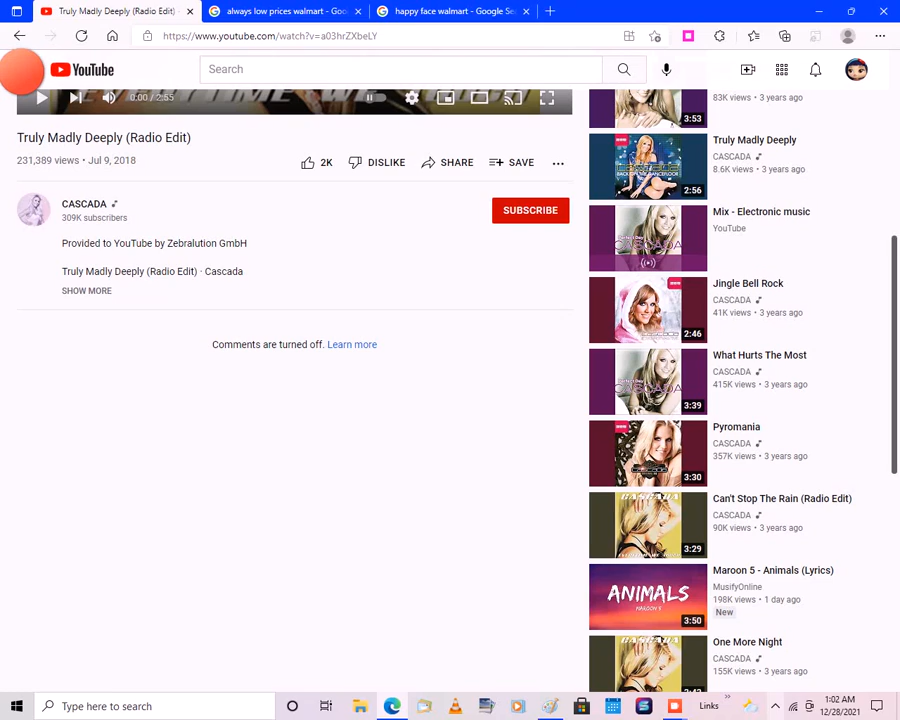 Truly Madly Deeply (Radio Edit) -
always low prices walmart - Goo
happy face walmart - Google Se
https://www.youtube.com/watch?v=a03hrZXbeLY
YouTube
Search
0:00 / 2:55
Truly Madly Deeply (Radio Edit)
231,389 views • Jul 9, 2018
2K DISLIKE SHARE SAVE
CASCADA
309K subscribers
SUBSCRIBE
Provided to YouTube by Zebralution GmbH
Truly Madly Deeply (Radio Edit) · Cascada
SHOW MORE
Comments are turned off. Learn more
83K views • 3 years ago
3:53
Truly Madly Deeply
CASCADA
8.6K views • 3 years ago
2:56
Mix - Electronic music
YouTube
CASCADA
Jingle Bell Rock
CASCADA
41K views • 3 years ago
2:46
What Hurts The Most
CASCADA
415K views • 3 years ago
CASCADA
3:39
Pyromania
CASCADA
357K views • 3 years ago
3:30
Can't Stop The Rain (Radio Edit)
CASCADA
90K views • 3 years ago
CASCADA
3:29
Maroon 5 - Animals (Lyrics)
MusifyOnline
198K views • 1 day ago
New
ANIMALS
MAROON 5
3:50
One More Night
CASCADA
155K views • 3 years ago
CASCADA
Type here to search
Links
1:02 AM
12/28/2021